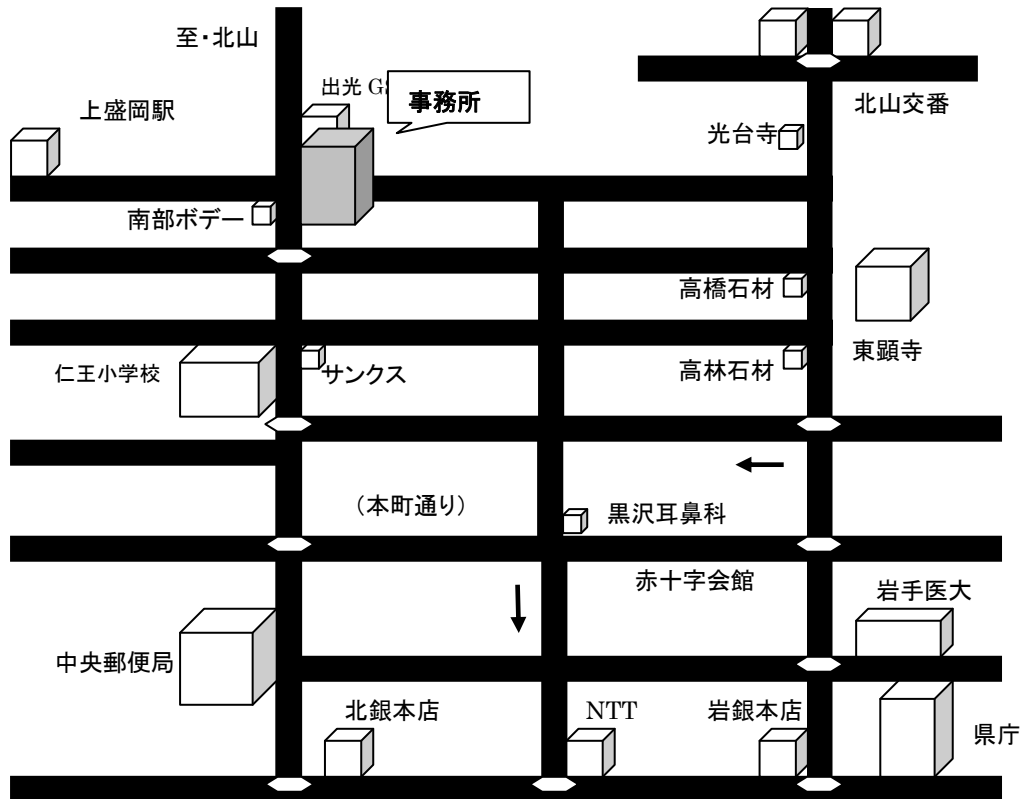 至・北山
出光 GS
事務所
上盛岡駅
北山交番
光台寺
南部ボデー
高橋石材
東顕寺
仁王小学校
サンクス
高林石材
（本町通り）
黒沢耳鼻科
赤十字会館
岩手医大
中央郵便局
北銀本店
NTT
岩銀本店
県庁